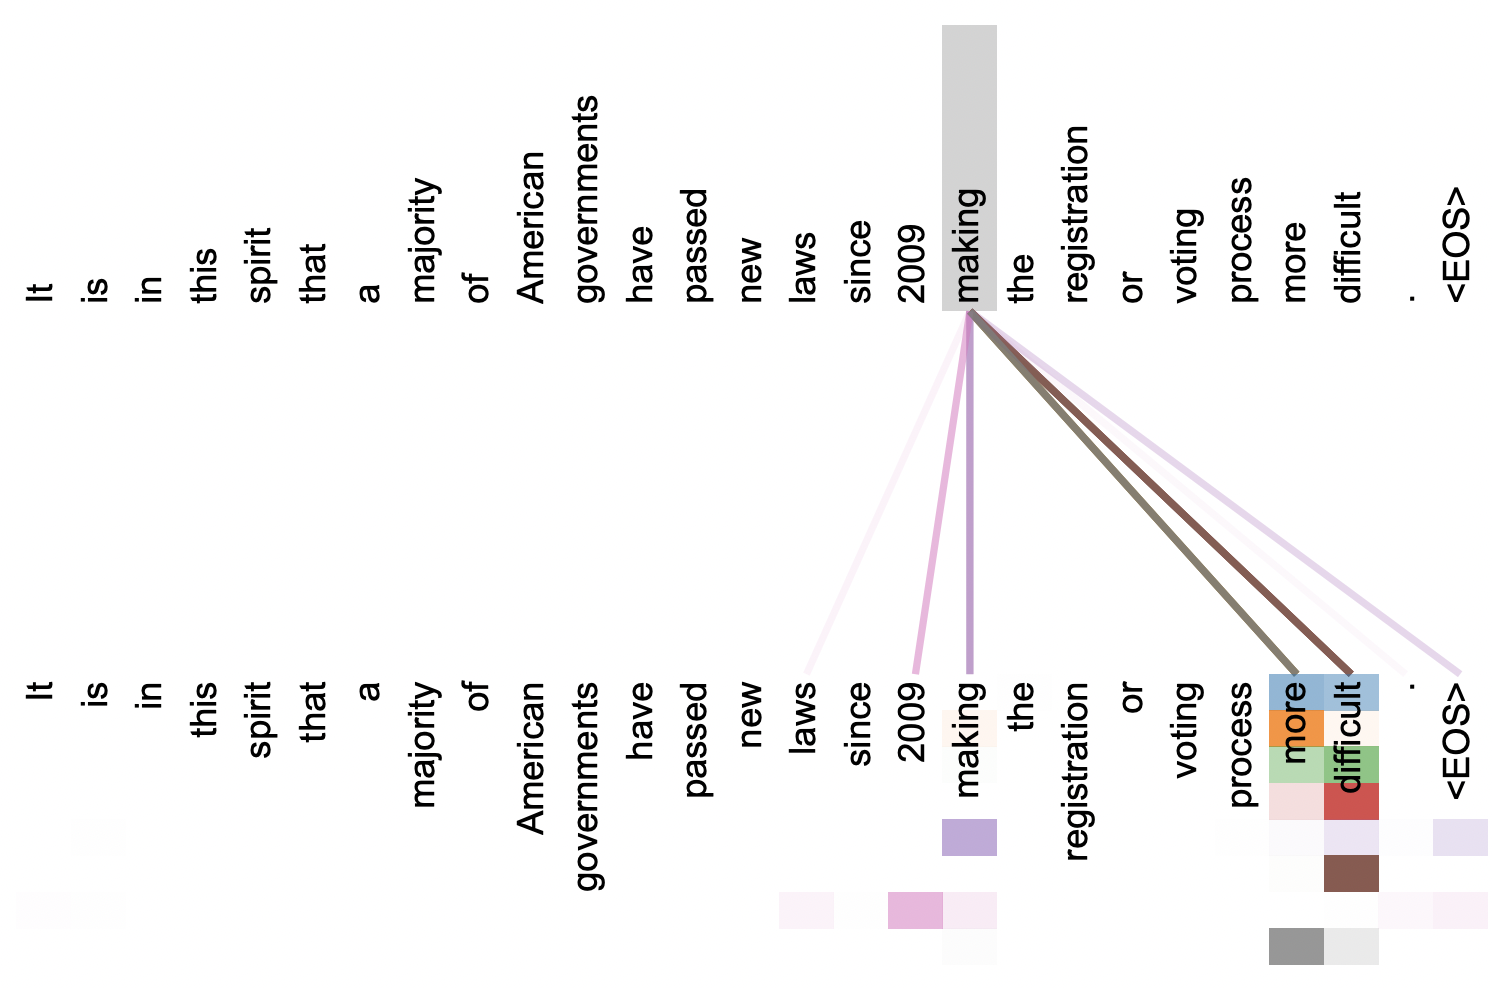 It is in this spirit that a majority of American governments have passed new laws since 2009 making the registration or voting process more difficult . <EOS>
It is in this spirit that a majority of American governments have passed new laws since 2009 making the registration or voting process more difficult . <EOS>